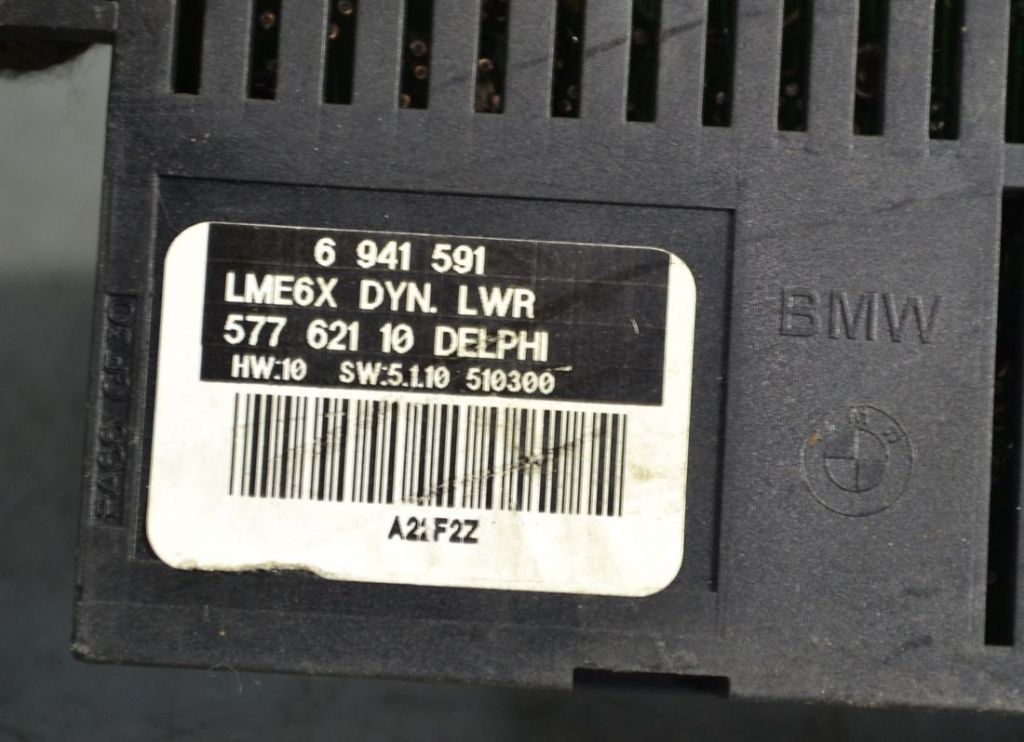 6 941 591
LME6X DYN. LWR
577 621 10 DELPHI
HW:10 SW:5.1.10 510300
BMW